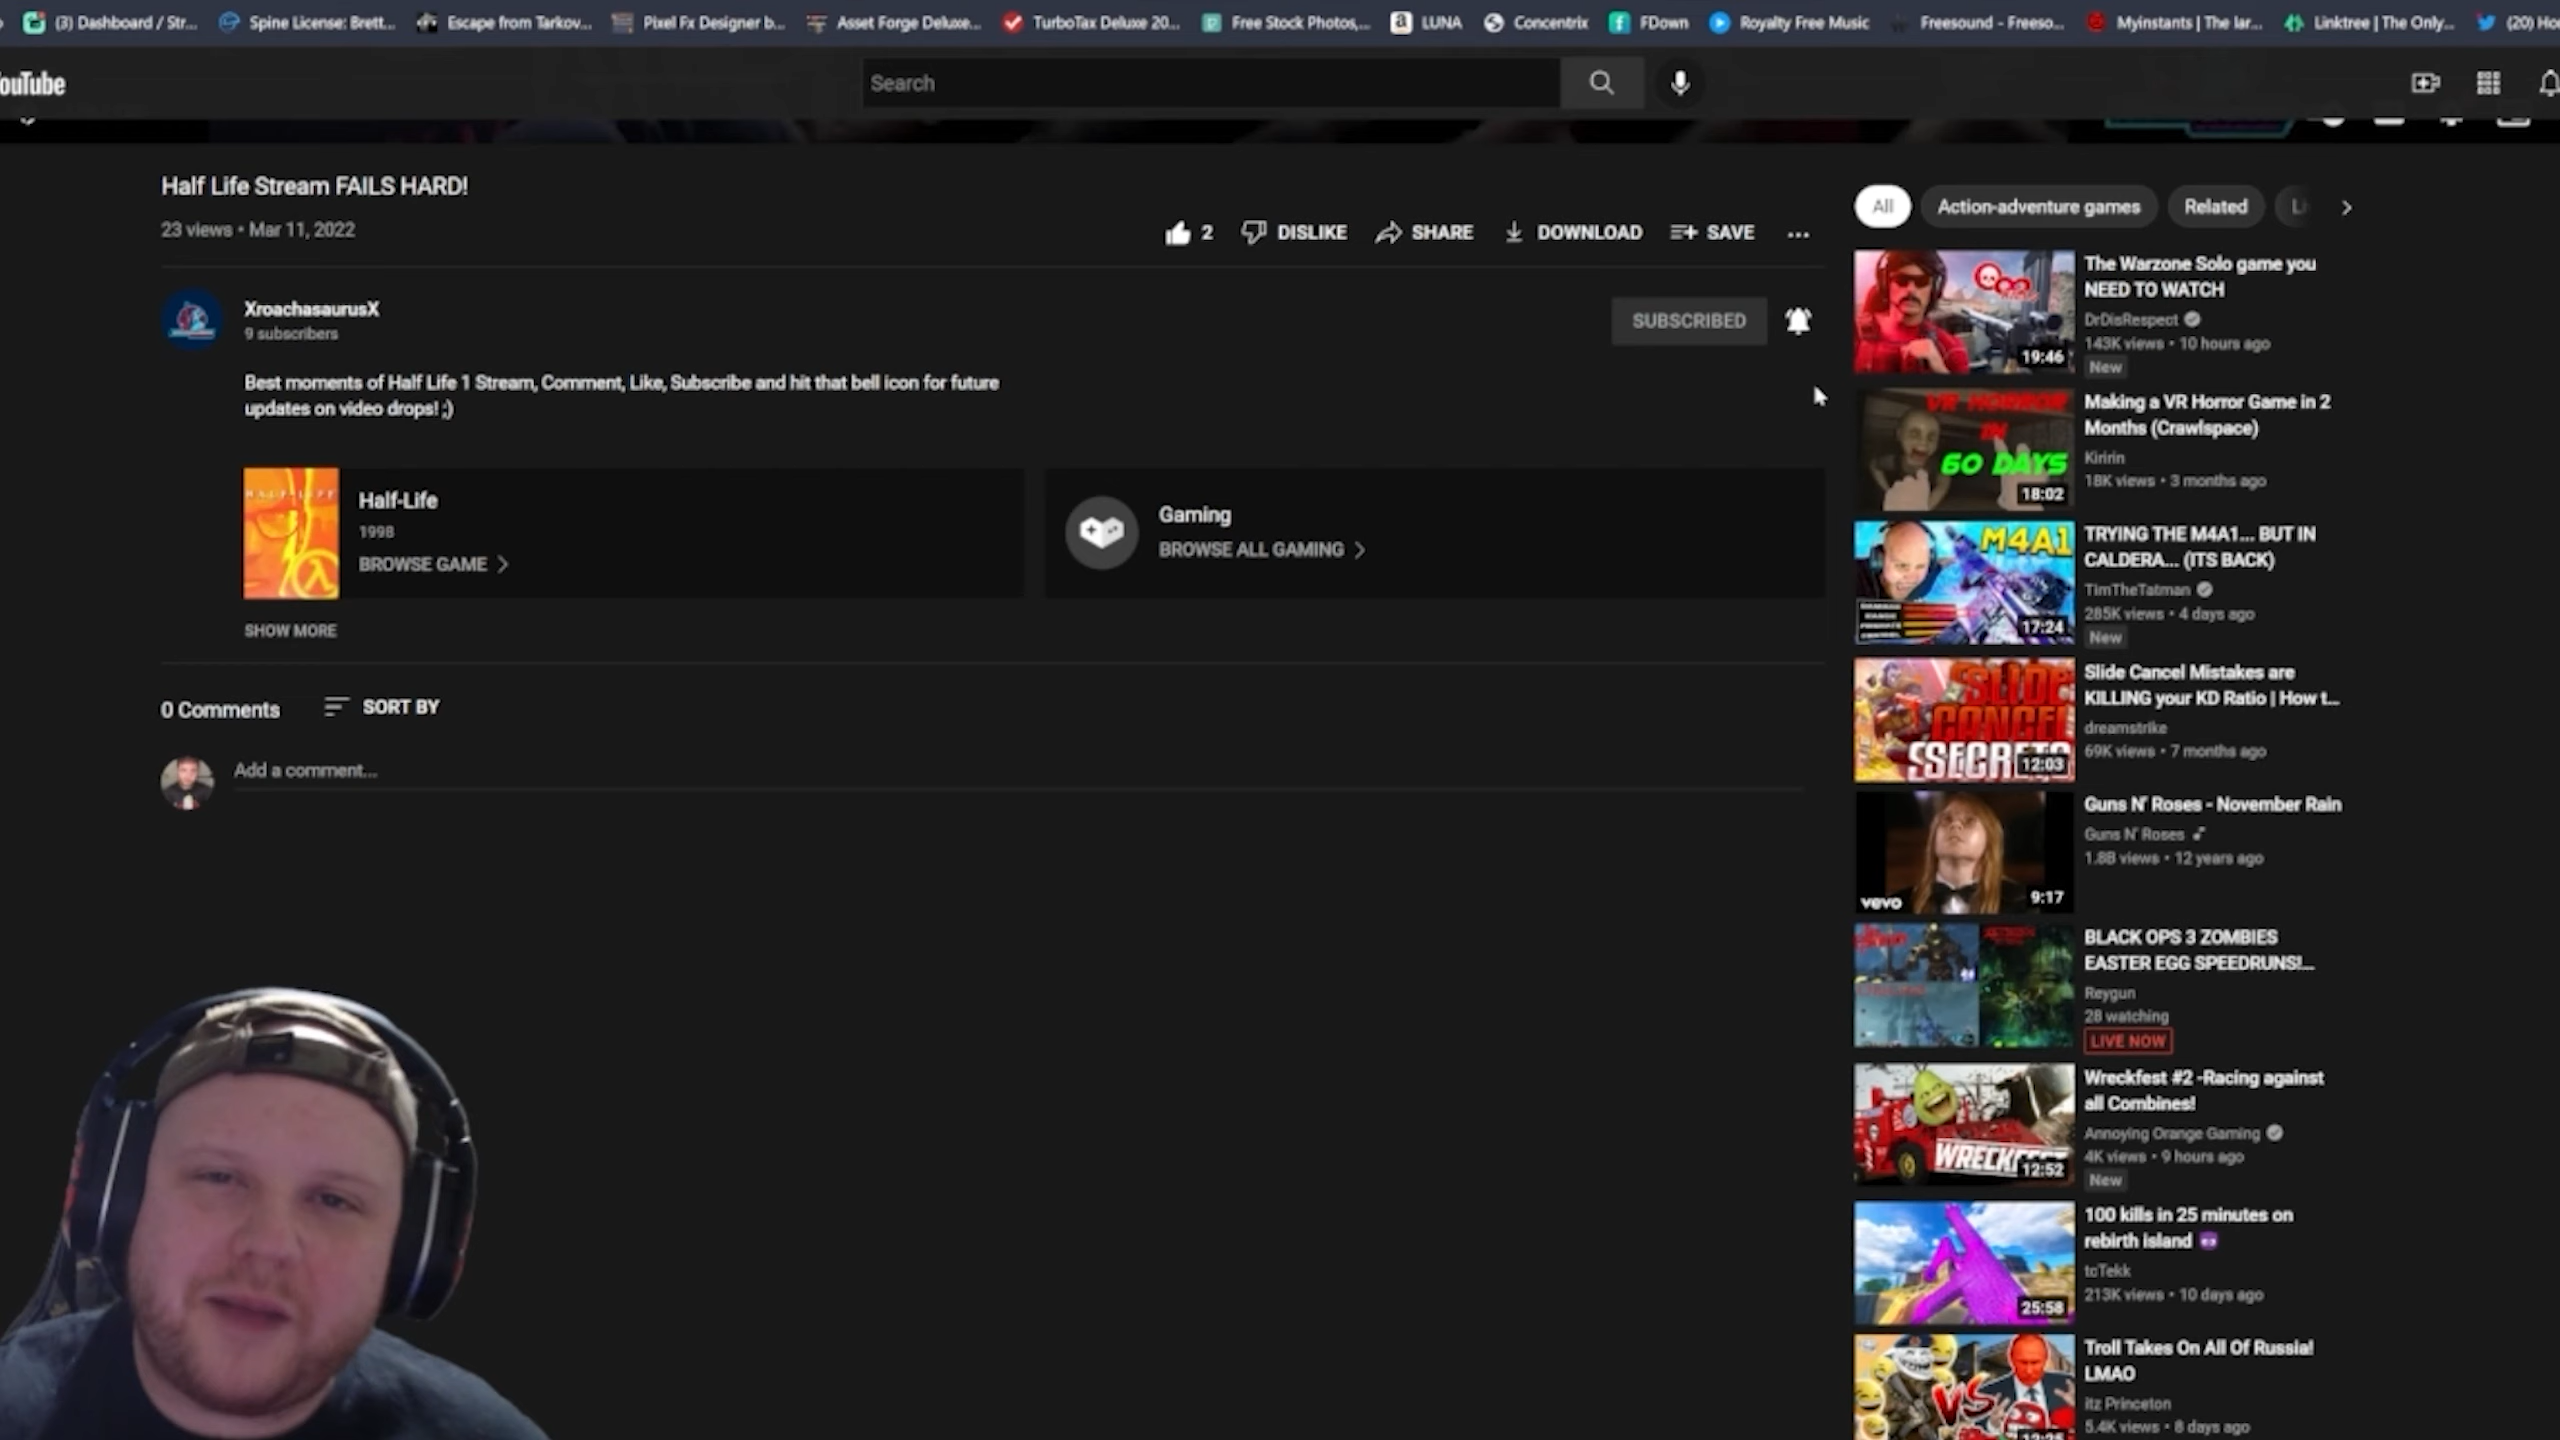 (3) Dashboard / Str... Spine License: Brett... Escape from Tarkov... Pixel Fx Designer b... Asset Forge Deluxe... TurboTax Deluxe 20... Free Stock Photos,... LUNA Concentrix FDown Royalty Free Music Freesound - Freeso... Myinstants | The lar... Linktree | The Only... (20) Ho
ouTube
Search
Half Life Stream FAILS HARD!
23 views • Mar 11, 2022
2 DISLIKE SHARE DOWNLOAD SAVE ...
XroachasaurusX
9 subscribers
SUBSCRIBED
Best moments of Half Life 1 Stream, Comment, Like, Subscribe and hit that bell icon for future
updates on video drops! ;)
HALF-LIFE
Half-Life
1998
BROWSE GAME
Gaming
BROWSE ALL GAMING
SHOW MORE
0 Comments SORT BY
Add a comment...
All Action-adventure games Related Li
19:46
The Warzone Solo game you
NEED TO WATCH
DrDisRespect
143K views • 10 hours ago
New
VR HORROR
IN
60 DAYS
18:02
Making a VR Horror Game in 2
Months (Crawlspace)
Kiririn
18K views • 3 months ago
M4A1
17:24
TRYING THE M4A1... BUT IN
CALDERA... (ITS BACK)
TimTheTatman
285K views • 4 days ago
New
SLIDE
CANCEL
SECRETS
12:03
Slide Cancel Mistakes are
KILLING your KD Ratio | How t...
dreamstrike
69K views • 7 months ago
vevo
9:17
Guns N' Roses - November Rain
Guns N' Roses
1.8B views • 12 years ago
BLACK OPS 3 ZOMBIES
EASTER EGG SPEEDRUNS!...
Reygun
28 watching
LIVE NOW
WRECKFEST
12:52
Wreckfest #2 -Racing against
all Combines!
Annoying Orange Gaming
4K views • 9 hours ago
New
25:58
100 kills in 25 minutes on
rebirth island 😈
tcTekk
213K views • 10 days ago
VS
Troll Takes On All Of Russia!
LMAO
itz Princeton
5.4K views • 8 days ago